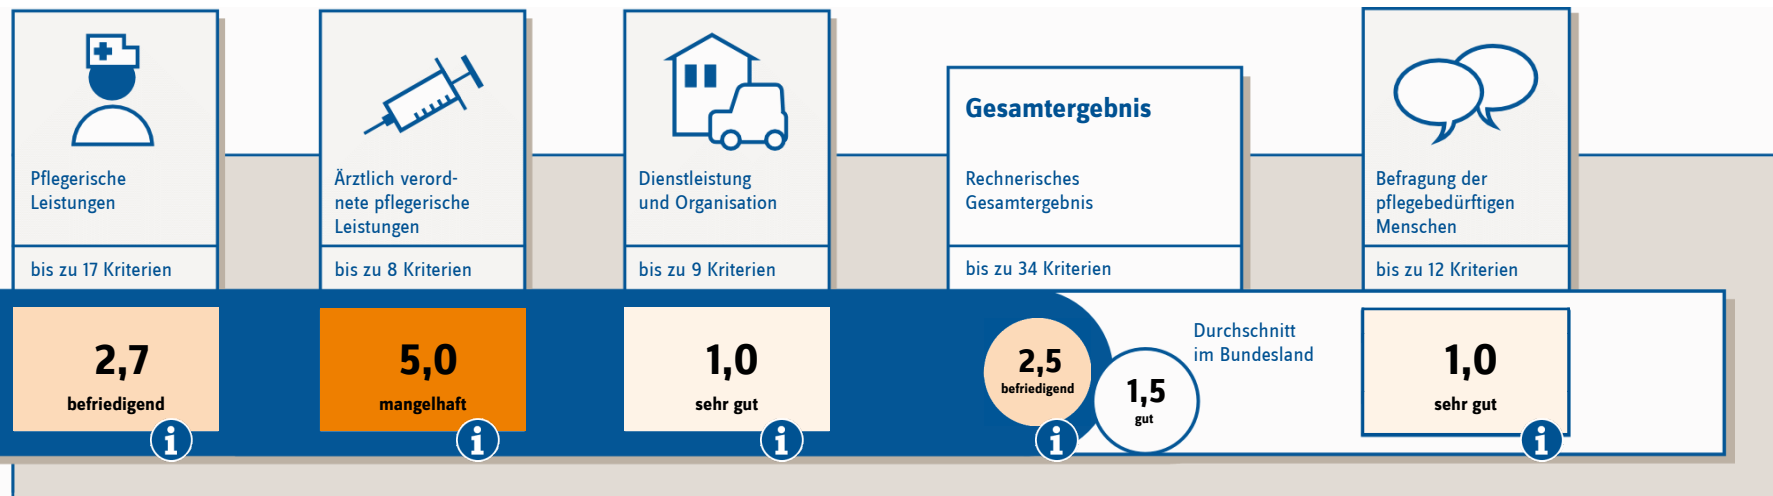 Pflegerische
Leistungen
bis zu 17 Kriterien
2,7
befriedigend
i
Ärztlich verord-
nete pflegerische
Leistungen
bis zu 8 Kriterien
5,0
mangelhaft
i
Dienstleistung
und Organisation
bis zu 9 Kriterien
1,0
sehr gut
i
Gesamtergebnis
Rechnerisches
Gesamtergebnis
bis zu 34 Kriterien
2,5
befriedigend
i
Durchschnitt
im Bundesland
1,5
gut
Befragung der
pflegebedürftigen
Menschen
bis zu 12 Kriterien
1,0
sehr gut
i